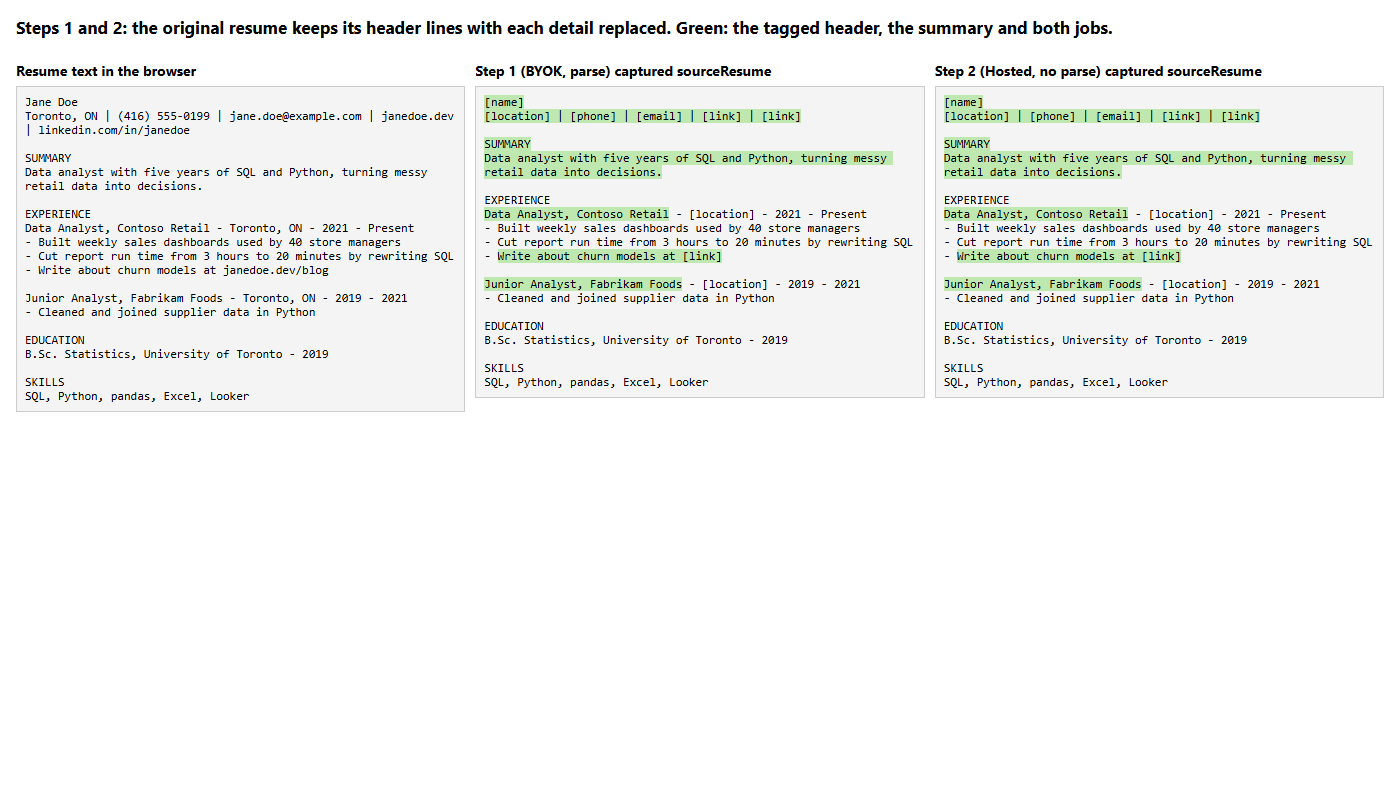 Steps 1 and 2: the original resume keeps its header lines with each detail replaced. Green: the tagged header, the summary and both jobs.
Resume text in the browser
Jane Doe
Toronto, ON | (416) 555-0199 | jane.doe@example.com | janedoe.dev
| linkedin.com/in/janedoe
SUMMARY
Data analyst with five years of SQL and Python, turning messy
retail data into decisions.
EXPERIENCE
Data Analyst, Contoso Retail - Toronto, ON - 2021 - Present
- Built weekly sales dashboards used by 40 store managers
- Cut report run time from 3 hours to 20 minutes by rewriting SQL
- Write about churn models at janedoe.dev/blog
Junior Analyst, Fabrikam Foods - Toronto, ON - 2019 - 2021
- Cleaned and joined supplier data in Python
EDUCATION
B.Sc. Statistics, University of Toronto - 2019
SKILLS
SQL, Python, pandas, Excel, Looker
Step 1 (BYOK, parse) captured sourceResume
[name]
[location] | [phone] | [email] | [link] | [link]
SUMMARY
Data analyst with five years of SQL and Python, turning messy
retail data into decisions.
EXPERIENCE
Data Analyst, Contoso Retail - [location] - 2021 - Present
- Built weekly sales dashboards used by 40 store managers
- Cut report run time from 3 hours to 20 minutes by rewriting SQL
- Write about churn models at [link]
Junior Analyst, Fabrikam Foods - [location] - 2019 - 2021
- Cleaned and joined supplier data in Python
EDUCATION
B.Sc. Statistics, University of Toronto - 2019
SKILLS
SQL, Python, pandas, Excel, Looker
Step 2 (Hosted, no parse) captured sourceResume
[name]
[location] | [phone] | [email] | [link] | [link]
SUMMARY
Data analyst with five years of SQL and Python, turning messy
retail data into decisions.
EXPERIENCE
Data Analyst, Contoso Retail - [location] - 2021 - Present
- Built weekly sales dashboards used by 40 store managers
- Cut report run time from 3 hours to 20 minutes by rewriting SQL
- Write about churn models at [link]
Junior Analyst, Fabrikam Foods - [location] - 2019 - 2021
- Cleaned and joined supplier data in Python
EDUCATION
B.Sc. Statistics, University of Toronto - 2019
SKILLS
SQL, Python, pandas, Excel, Looker